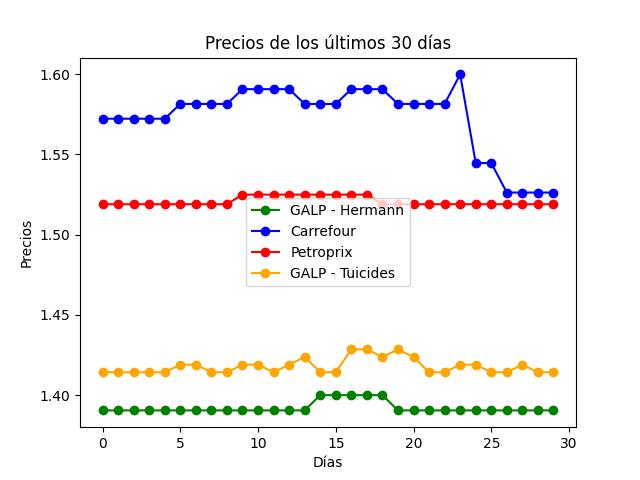 Precios de los últimos 30 días
1.60
1.55
1.50
1.45
1.40
Precios
GALP - Hermann
Carrefour
Petroprix
GALP - Tuicides
0 5 10 15 20 25 30
Días